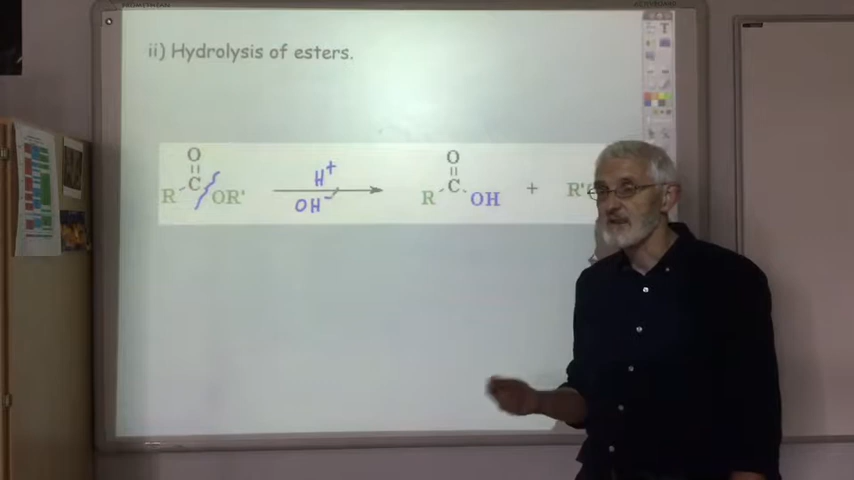 ii) Hydrolysis of esters.
O O
H+
R C OR' R C OH + R'
OH-